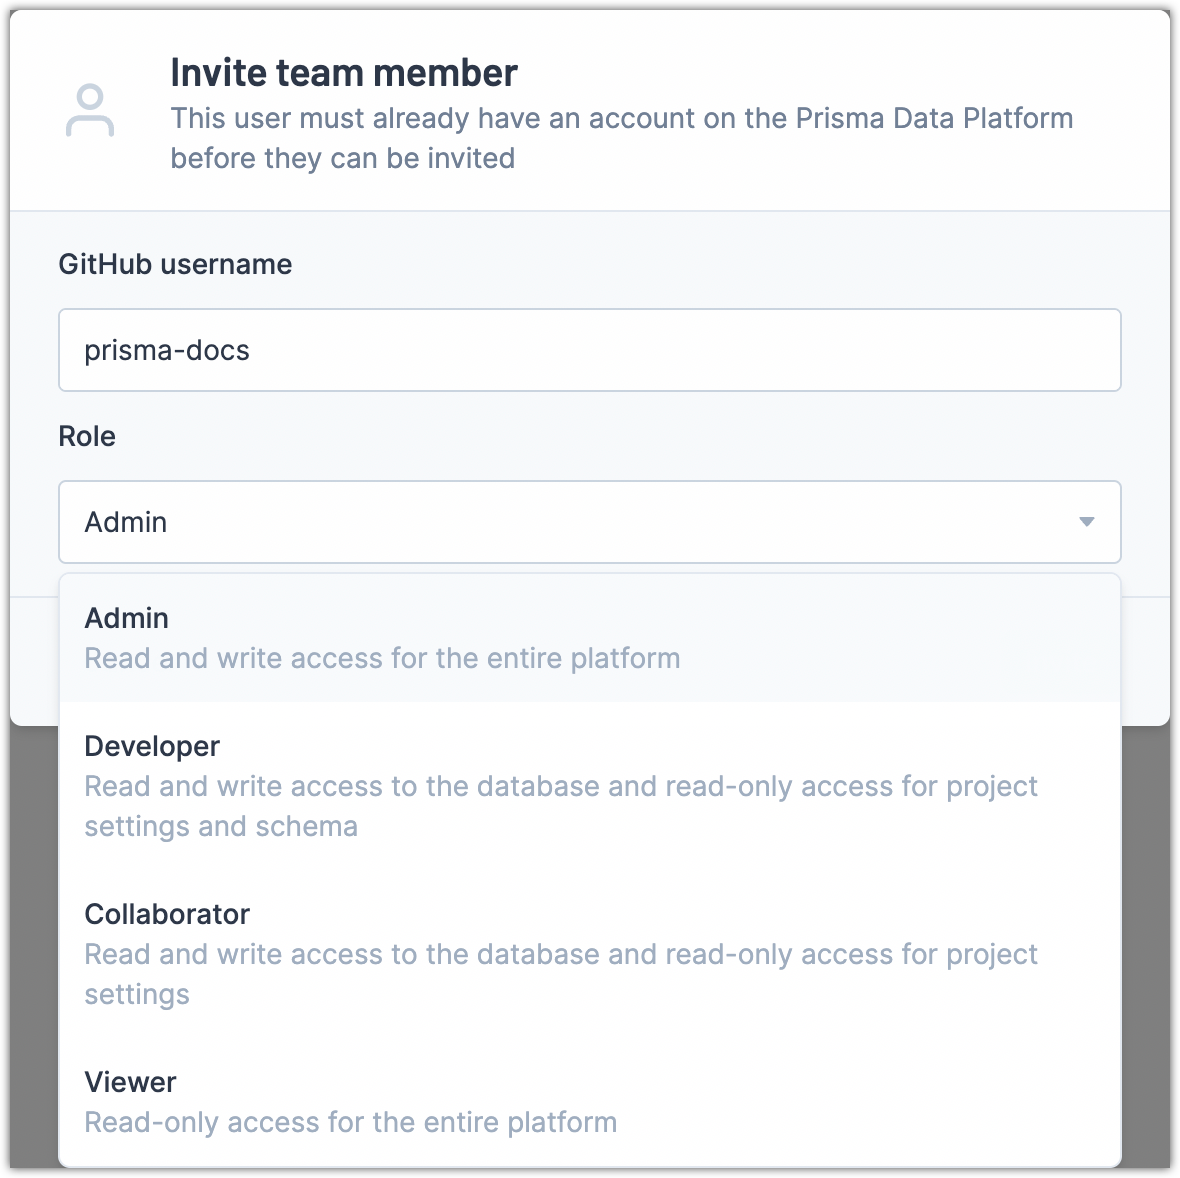 Invite team member
This user must already have an account on the Prisma Data Platform
before they can be invited
GitHub username
prisma-docs
Role
Admin
Admin
Read and write access for the entire platform
Developer
Read and write access to the database and read-only access for project
settings and schema
Collaborator
Read and write access to the database and read-only access for project
settings
Viewer
Read-only access for the entire platform